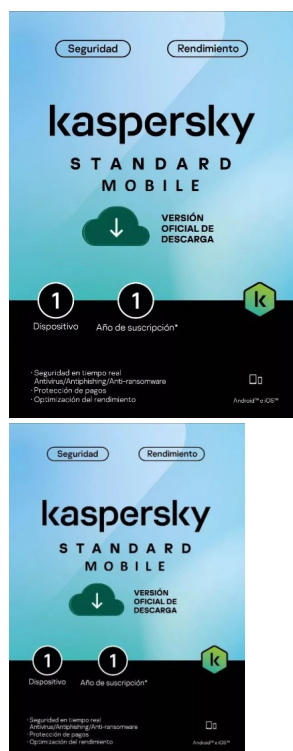 Seguridad
Rendimiento
kaspersky
STANDARD
MOBILE
VERSIÓN
OFICIAL DE
DESCARGA
1
1
k
Dispositivo
Año de suscripción*
· Seguridad en tiempo real
Antivirus/Antiphishing/Anti-ransomware
· Protección de pagos
· Optimización del rendimiento
Android™ e iOS™
Seguridad
Rendimiento
kaspersky
STANDARD
MOBILE
VERSIÓN
OFICIAL DE
DESCARGA
1
1
k
Dispositivo
Año de suscripción*
· Seguridad en tiempo real
Antivirus/Antiphishing/Anti-ransomware
· Protección de pagos
· Optimización del rendimiento
Android™ e iOS™